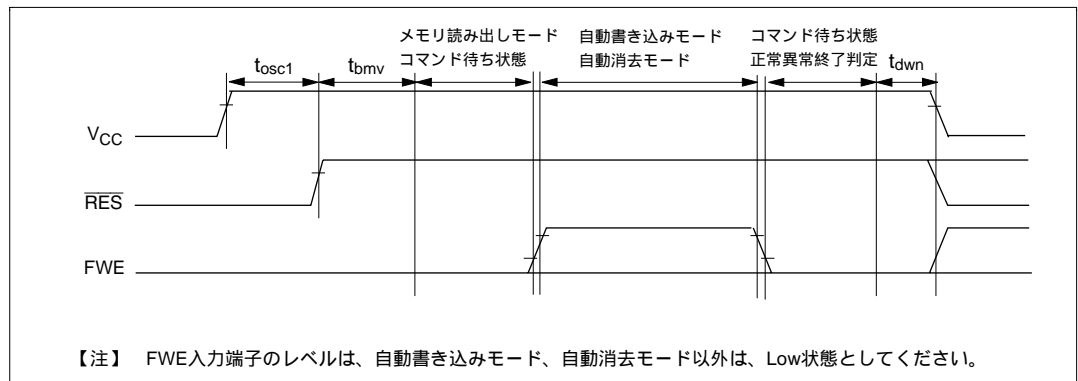 メモリ読み出しモード
コマンド待ち状態
自動書き込みモード
自動消去モード
コマンド待ち状態
正常異常終了判定
tosc1
tbmv
tdwn
VCC
RES
FWE
【注】 FWE入力端子のレベルは、自動書き込みモード、自動消去モード以外は、Low状態としてください。